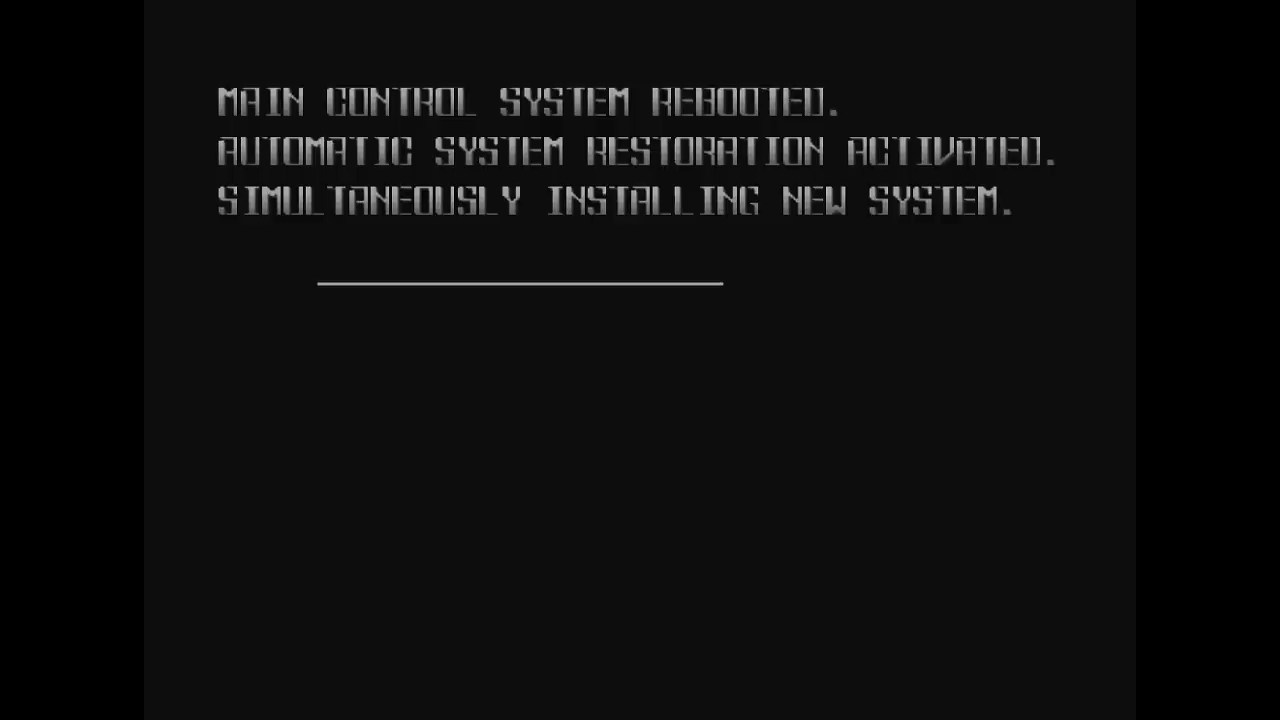 MAIN CONTROL SYSTEM REBOOTED.
AUTOMATIC SYSTEM RESTORATION ACTIVATED.
SIMULTANEOUSLY INSTALLING NEW SYSTEM.